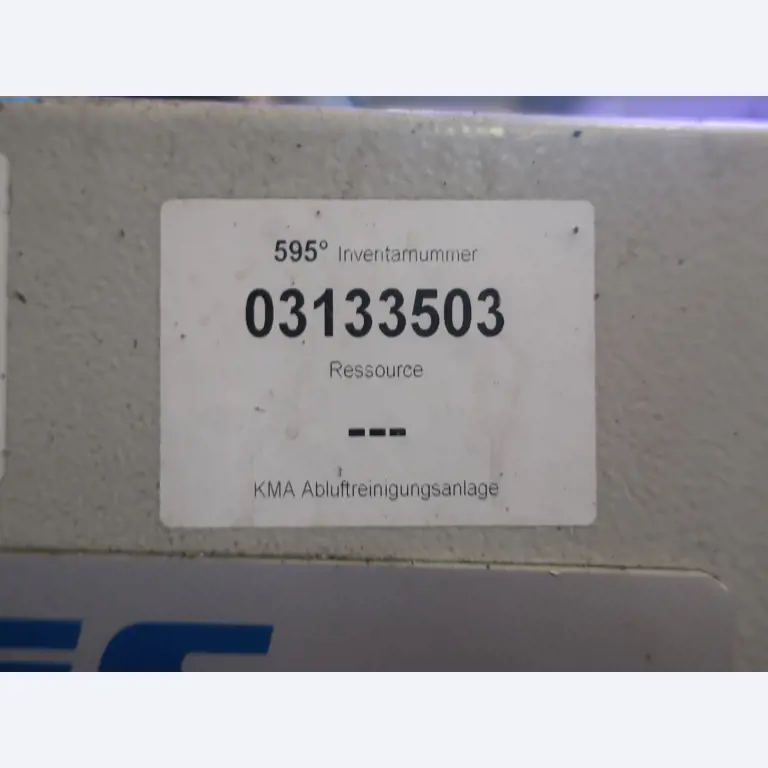 595° Inventarnummer
03133503
Ressource
---
KMA Abluftreinigungsanlage